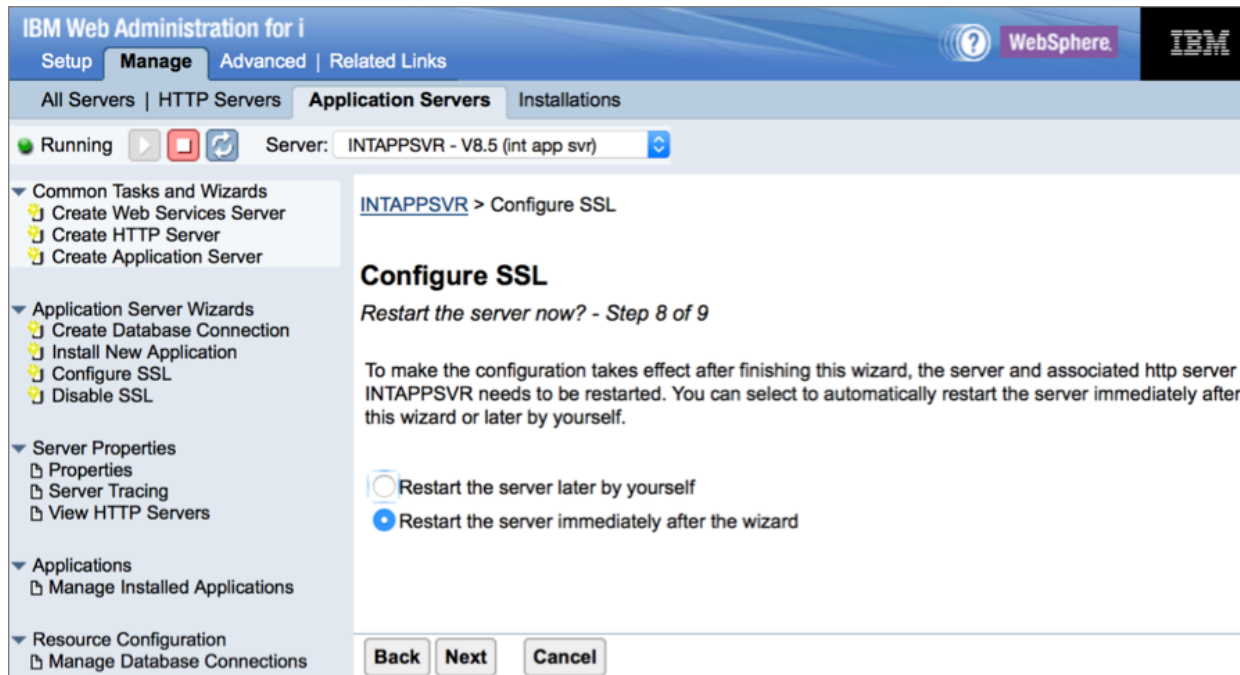 IBM Web Administration for i
Setup Manage Advanced | Related Links
? WebSphere. IBM
All Servers | HTTP Servers Application Servers Installations
Running Server: INTAPPSVR - V8.5 (int app svr)
Common Tasks and Wizards
Create Web Services Server
Create HTTP Server
Create Application Server
Application Server Wizards
Create Database Connection
Install New Application
Configure SSL
Disable SSL
Server Properties
Properties
Server Tracing
View HTTP Servers
Applications
Manage Installed Applications
Resource Configuration
Manage Database Connections
INTAPPSVR > Configure SSL
Configure SSL
Restart the server now? - Step 8 of 9
To make the configuration takes effect after finishing this wizard, the server and associated http server
INTAPPSVR needs to be restarted. You can select to automatically restart the server immediately after
this wizard or later by yourself.
Restart the server later by yourself
Restart the server immediately after the wizard
Back Next Cancel